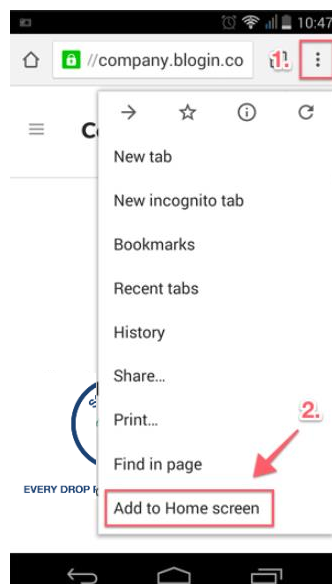 10:47
//company.blogin.co
1.
C
New tab
New incognito tab
Bookmarks
Recent tabs
History
Share...
Print...
2.
Find in page
EVERY DROP
Add to Home screen